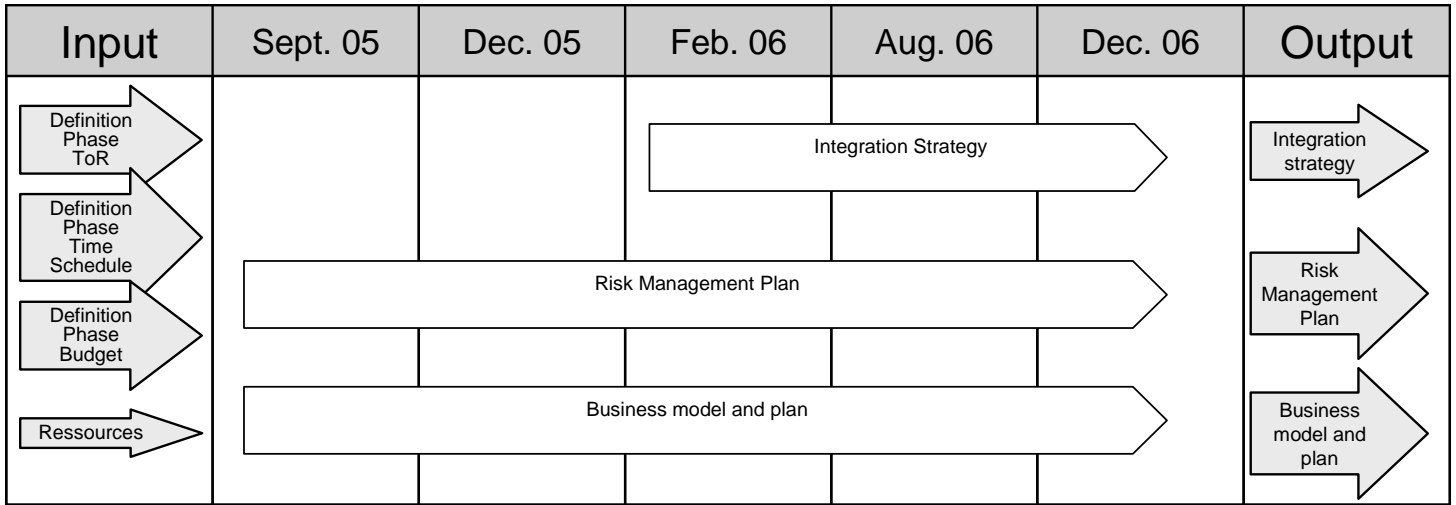 Input
Sept. 05
Dec. 05
Feb. 06
Aug. 06
Dec. 06
Output
Definition
Phase
ToR
Definition
Phase
Time
Schedule
Definition
Phase
Budget
Ressources
Integration Strategy
Risk Management Plan
Business model and plan
Integration
strategy
Risk
Management
Plan
Business
model and
plan